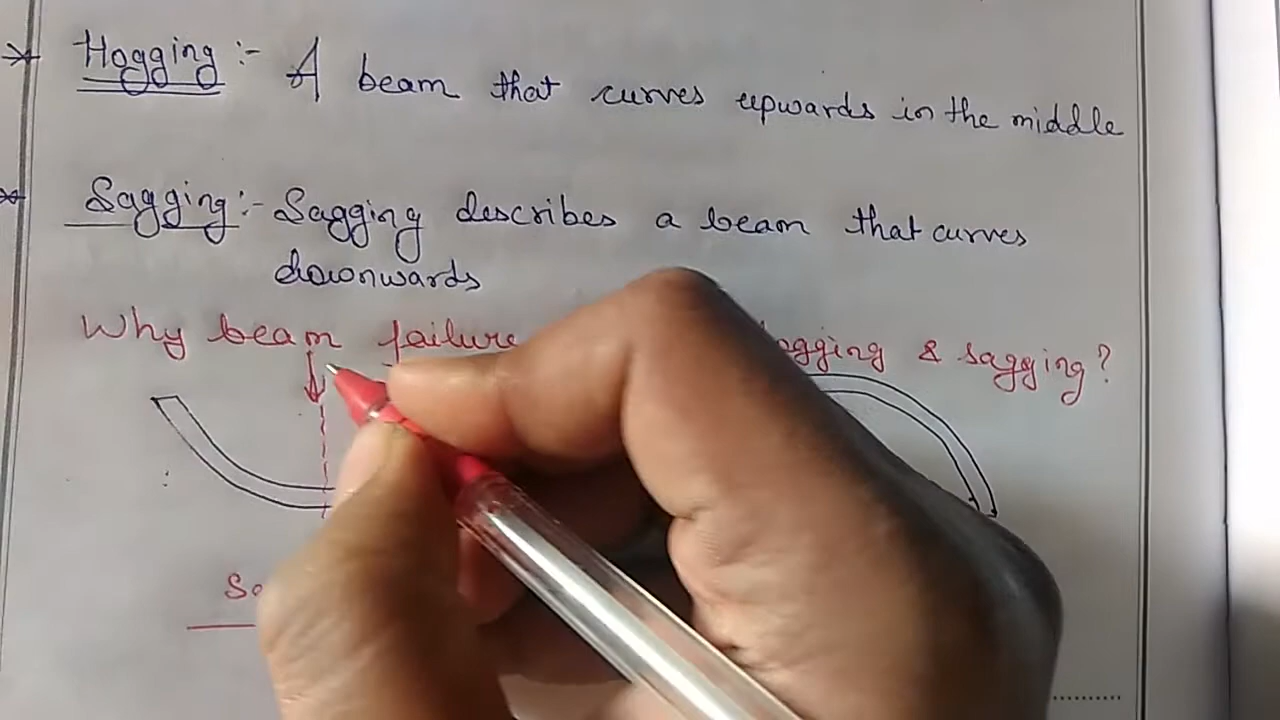 Hogging :- A beam that curves upwards in the middle
Sagging :- Sagging describes a beam that curves
downwards
Why beam failure hogging & sagging?